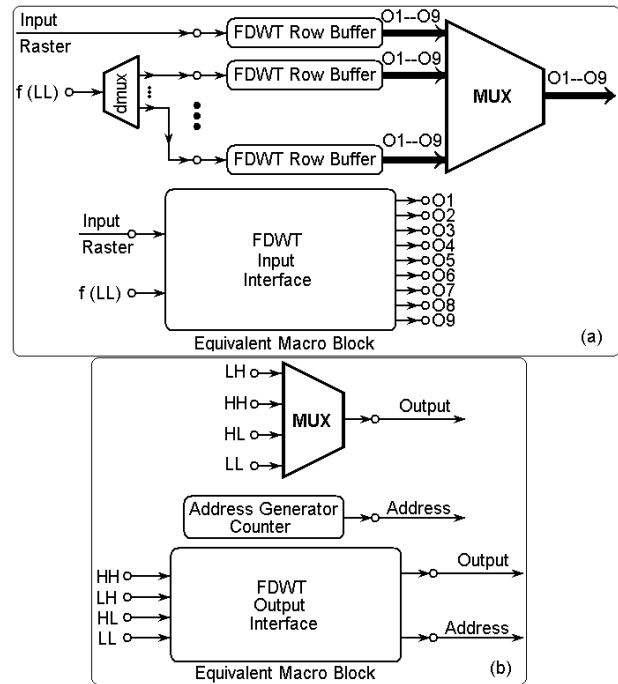 Input
Raster
FDWT Row Buffer
O1--O9
f (LL)
dmux
FDWT Row Buffer
O1--O9
MUX
O1--O9
FDWT Row Buffer
O1--O9
Input
Raster
f (LL)
FDWT
Input
Interface
O1
O2
O3
O4
O5
O6
O7
O8
O9
Equivalent Macro Block
(a)
LH
HH
HL
LL
MUX
Output
Address Generator
Counter
Address
HH
LH
HL
LL
FDWT
Output
Interface
Output
Address
Equivalent Macro Block
(b)